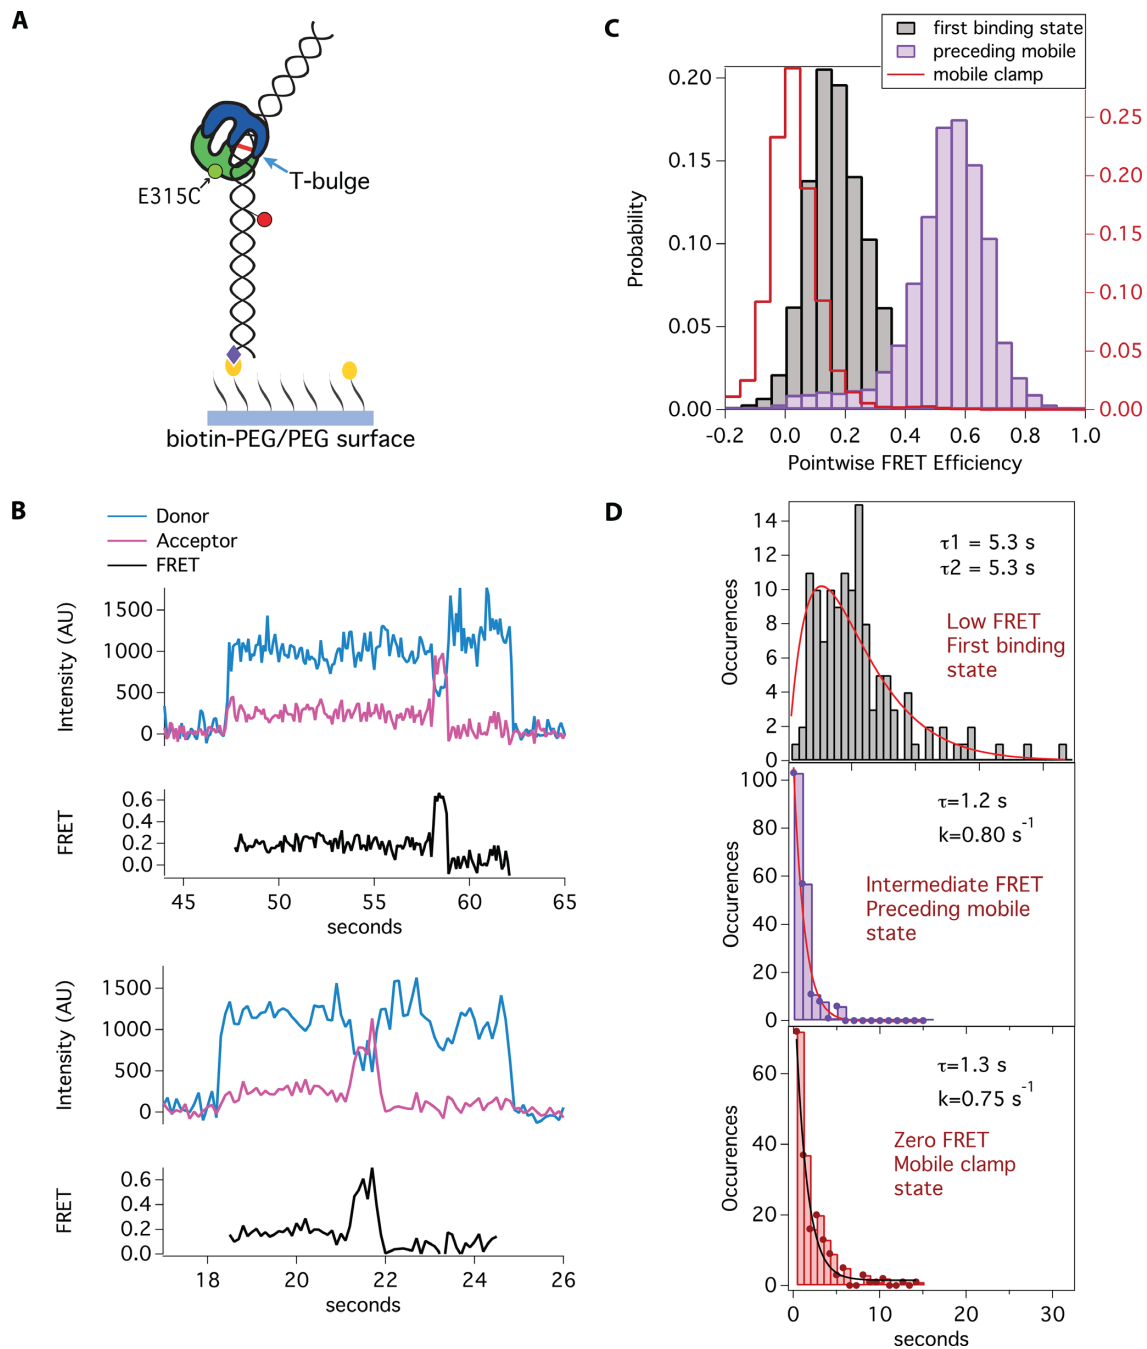 A
E315C
T-bulge
biotin-PEG/PEG surface
B
Donor
Acceptor
FRET
Intensity (AU)
1500
1000
500
0
FRET
0.6
0.4
0.2
0.0
45 50 55 60 65
seconds
Intensity (AU)
1500
1000
500
0
FRET
0.6
0.4
0.2
0.0
18 20 22 24 26
seconds
C
first binding state
preceding mobile
mobile clamp
Probability
0.20
0.15
0.10
0.05
0.00
0.25
0.20
0.15
0.10
0.05
0.00
-0.2 0.0 0.2 0.4 0.6 0.8 1.0
Pointwise FRET Efficiency
D
Occurences
14
12
10
8
6
4
2
0
τ1 = 5.3 s
τ2 = 5.3 s
Low FRET
First binding
state
Occurences
100
80
60
40
20
0
τ=1.2 s
k=0.80 s⁻¹
Intermediate FRET
Preceding mobile
state
Occurences
60
40
20
0
τ=1.3 s
k=0.75 s⁻¹
Zero FRET
Mobile clamp
state
0 10 20 30
seconds